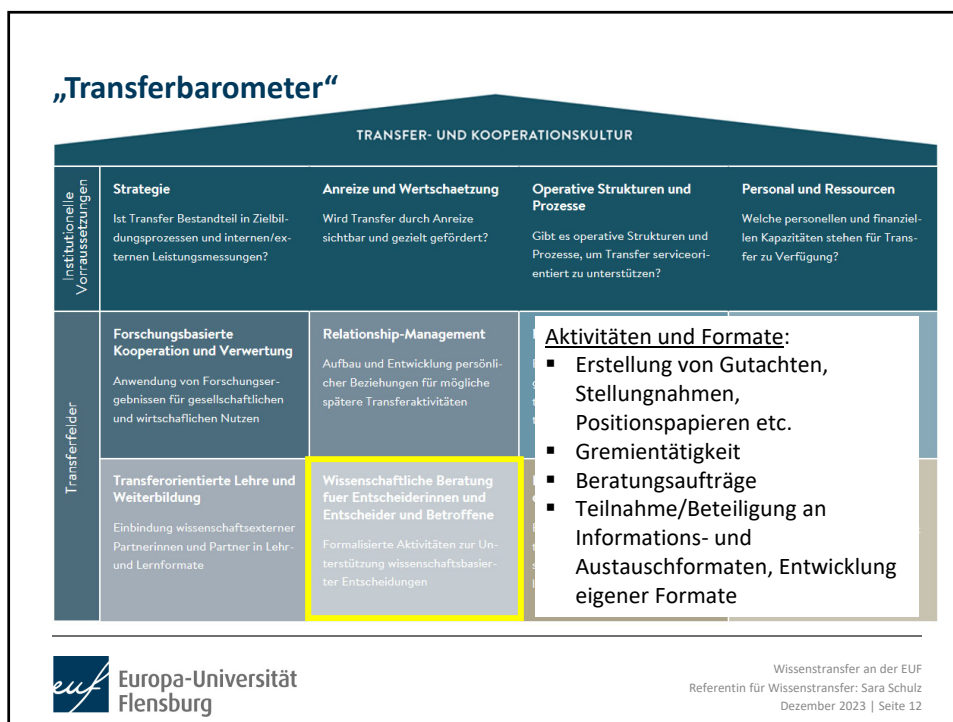 „Transferbarometer“
TRANSFER- UND KOOPERATIONSKULTUR
Institutionelle
Vorraussetzungen
Strategie
Ist Transfer Bestandteil in Zielbil-
dungsprozessen und internen/ex-
ternen Leistungsmessungen?
Anreize und Wertschaetzung
Wird Transfer durch Anreize
sichtbar und gezielt gefördert?
Operative Strukturen und
Prozesse
Gibt es operative Strukturen und
Prozesse, um Transfer serviceori-
entiert zu unterstützen?
Personal und Ressourcen
Welche personellen und finanziel-
len Kapazitäten stehen für Trans-
fer zu Verfügung?
Transferfelder
Forschungsbasierte
Kooperation und Verwertung
Anwendung von Forschungser-
gebnissen für gesellschaftlichen
und wirtschaflichen Nutzen
Relationship-Management
Aufbau und Entwicklung persönli-
cher Beziehungen für mögliche
spätere Transferaktivitäten
Transferorientierte Lehre und
Weiterbildung
Einbindung wissenschaftsexterner
Partnerinnen und Partner in Lehr-
und Lernformate
Wissenschaftliche Beratung
fuer Entscheiderinnen und
Entscheider und Betroffene
Formalisierte Aktivitäten zur Un-
terstützung wissenschaftsbasier-
ter Entscheidungen
Aktivitäten und Formate:
▪ Erstellung von Gutachten,
Stellungnahmen,
Positionspapieren etc.
▪ Gremientätigkeit
▪ Beratungsaufträge
▪ Teilnahme/Beteiligung an
Informations- und
Austauschformaten, Entwicklung
eigener Formate
euf
Europa-Universität
Flensburg
Wissenstransfer an der EUF
Referentin für Wissenstransfer: Sara Schulz
Dezember 2023 | Seite 12